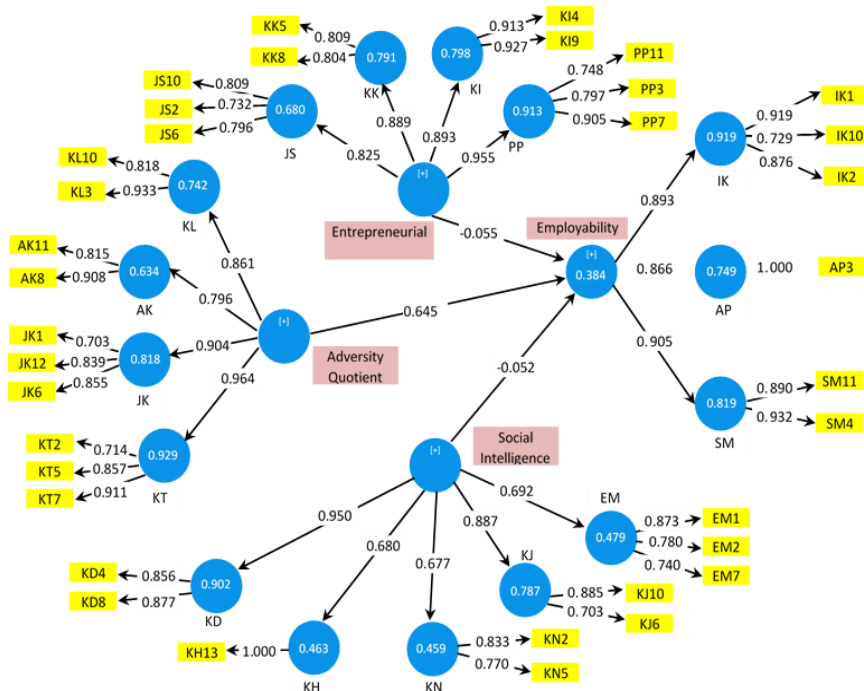 KK5
0.809
KK8
0.804
0.791
KK
0.913
KI4
0.927
KI9
0.798
KI
JS10
0.809
JS2
0.732
JS6
0.796
0.680
JS
0.748
PP11
0.797
PP3
0.905
PP7
0.913
PP
0.889
0.893
0.825
0.955
[+]
Entrepreneurial
-0.055
KL10
0.818
KL3
0.933
0.742
KL
AK11
0.815
AK8
0.908
0.634
AK
JK1
0.703
JK12
0.839
JK6
0.855
0.818
JK
KT2
0.714
KT5
0.857
KT7
0.911
0.929
KT
0.861
0.796
0.904
0.964
[+]
Adversity
Quotient
0.645
Employability
[+]
0.384
0.893
0.866
0.905
0.919
IK
0.919
IK1
0.729
IK10
0.876
IK2
0.749
AP
1.000
AP3
0.819
SM
0.890
SM11
0.932
SM4
-0.052
Social
Intelligence
[+]
0.950
0.680
0.677
0.887
0.692
KD4
0.856
KD8
0.877
0.902
KD
KH13
1.000
0.463
KH
0.459
KN
0.833
KN2
0.770
KN5
KJ
0.787
0.885
KJ10
0.703
KJ6
EM
0.479
0.873
EM1
0.780
EM2
0.740
EM7